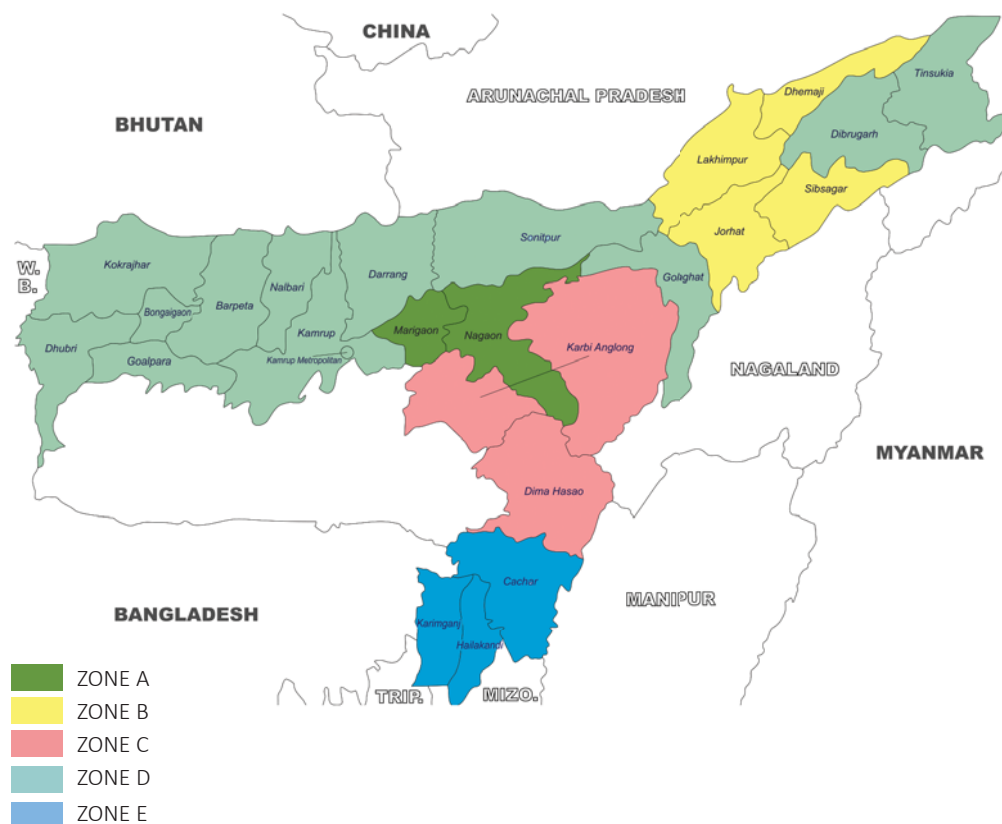 CHINA
Tinsukia
Dhemaji
ARUNACHAL PRADESH
BHUTAN
Dibrugarh
Lakhimpur
Sibsagar
Jorhat
Sonitpur
W.
B.
Kokrajhar
Darrang
Golaghat
Nalbari
Barpeta
Bongaigaon
Kamrup
Marigaon
Nagaon
Dhubri
Goalpara
Kamrup Metropolitan
Karbi Anglong
NAGALAND
MYANMAR
Dima Hasao
Cachar
MANIPUR
BANGLADESH
Karimganj
Hailakandi
TRIP.
MIZO.
ZONE A
ZONE B
ZONE C
ZONE D
ZONE E